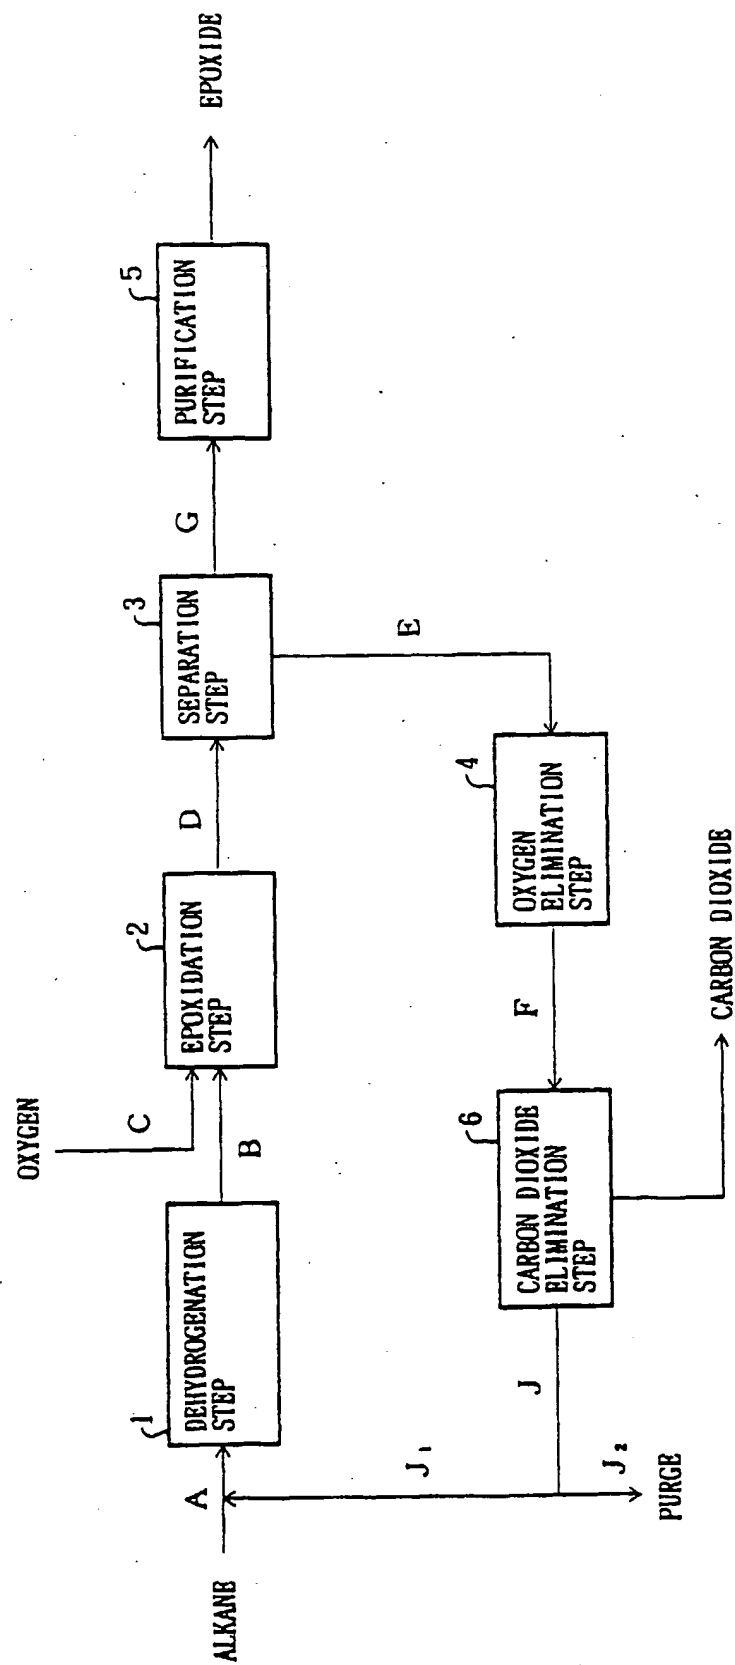 OXYGEN
C
EPOXIDE
ALKANE
A
1
DEHYDROGENATION
STEP
B
2
EPOXIDATION
STEP
D
3
SEPARATION
STEP
G
5
PURIFICATION
STEP
E
4
OXYGEN
ELIMINATION
STEP
F
6
CARBON DIOXIDE
ELIMINATION
STEP
CARBON DIOXIDE
J
J1
J2
PURGE